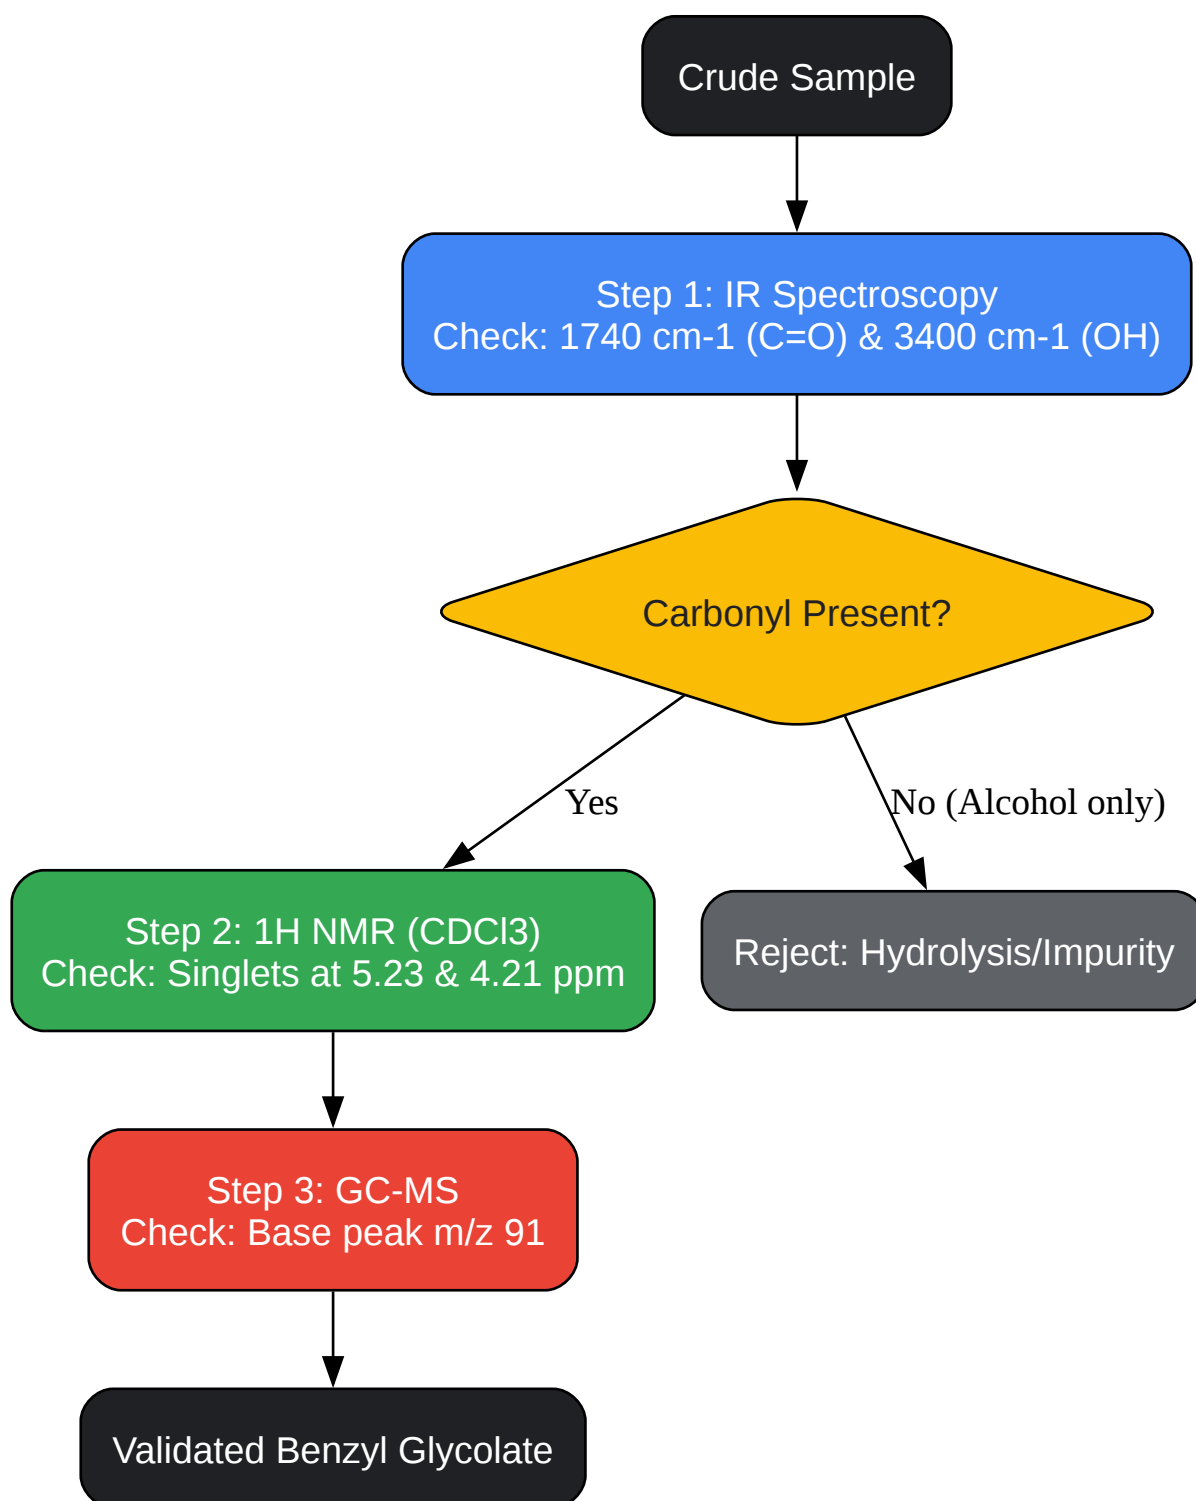 Crude Sample
Step 1: IR Spectroscopy
Check: 1740 cm-1 (C=O) & 3400 cm-1 (OH)
Carbonyl Present?
Yes
No (Alcohol only)
Step 2: 1H NMR (CDCl3)
Check: Singlets at 5.23 & 4.21 ppm
Reject: Hydrolysis/Impurity
Step 3: GC-MS
Check: Base peak m/z 91
Validated Benzyl Glycolate